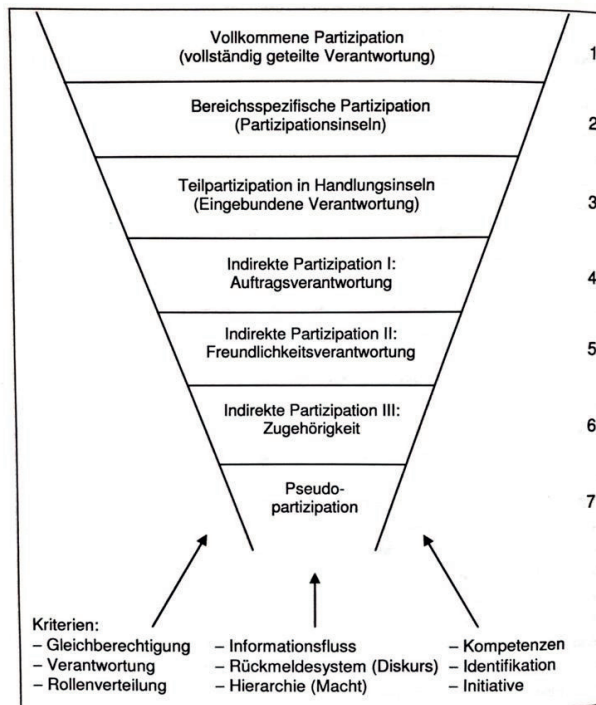 Vollkommene Partizipation
(vollständig geteilte Verantwortung)
1
Bereichsspezifische Partizipation
(Partizipationsinseln)
2
Teilpartizipation in Handlungsinseln
(Eingebundene Verantwortung)
3
Indirekte Partizipation I:
Auftragsverantwortung
4
Indirekte Partizipation II:
Freundlichkeitsverantwortung
5
Indirekte Partizipation III:
Zugehörigkeit
6
Pseudo-
partizipation
7
Kriterien:
– Gleichberechtigung
– Verantwortung
– Rollenverteilung
– Informationsfluss
– Rückmeldesystem (Diskurs)
– Hierarchie (Macht)
– Kompetenzen
– Identifikation
– Initiative